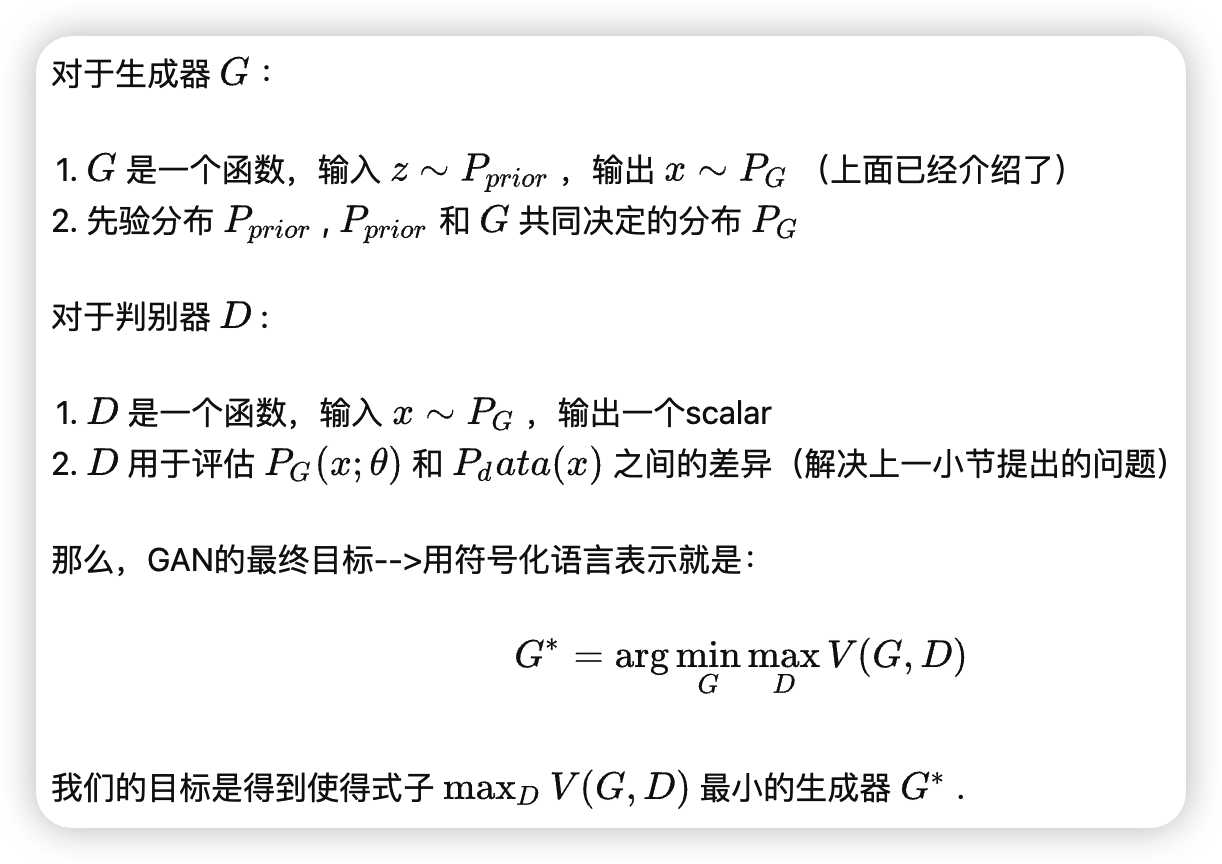 对于生成器 $G$：
1. $G$ 是一个函数，输入 $z \sim P_{prior}$ ，输出 $x \sim P_G$ （上面已经介绍了）
2. 先验分布 $P_{prior}$ , $P_{prior}$ 和 $G$ 共同决定的分布 $P_G$
对于判别器 $D$ :
1. $D$ 是一个函数，输入 $x \sim P_G$ ，输出一个scalar
2. $D$ 用于评估 $P_G(x;\theta)$ 和 $P_data(x)$ 之间的差异（解决上一小节提出的问题）
那么，GAN的最终目标-->用符号化语言表示就是：
$G^* = \arg\min_G \max_D V(G,D)$
我们的目标是得到使得式子 $\max_D V(G,D)$ 最小的生成器 $G^*$ .